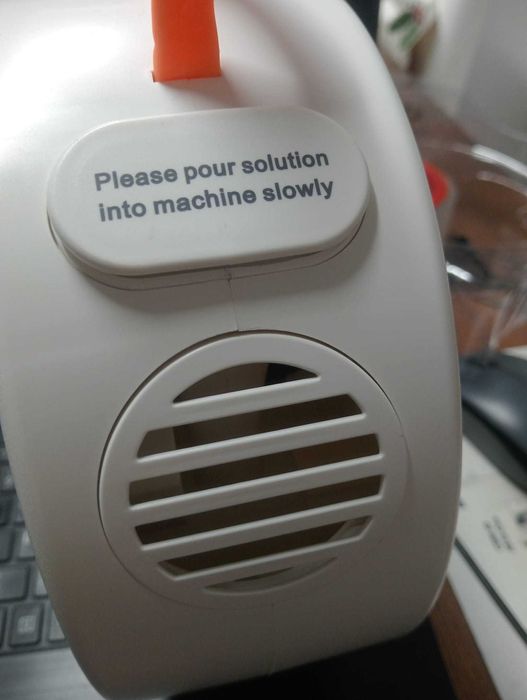 Please pour solution
into machine slowly